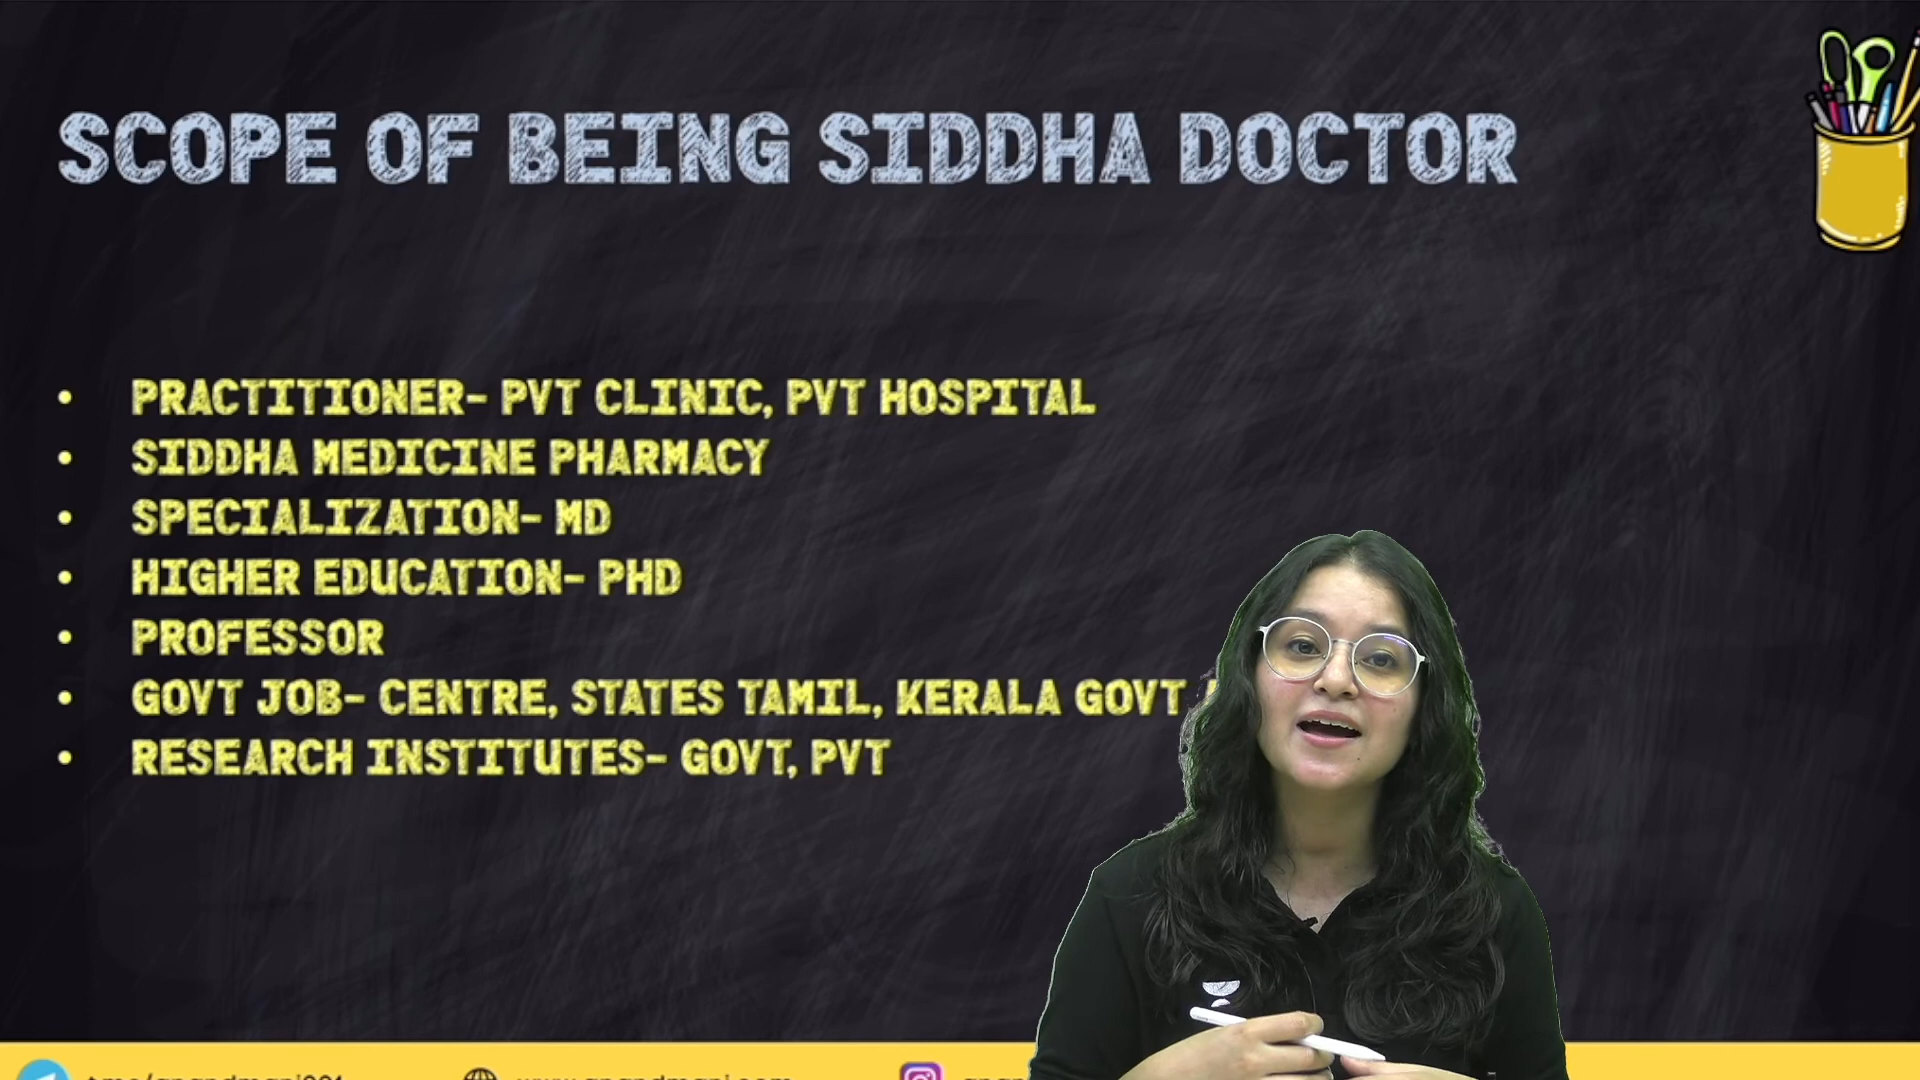 SCOPE OF BEING SIDDHA DOCTOR
• PRACTITIONER- PVT CLINIC, PVT HOSPITAL
• SIDDHA MEDICINE PHARMACY
• SPECIALIZATION- MD
• HIGHER EDUCATION- PHD
• PROFESSOR
• GOVT JOB- CENTRE, STATES TAMIL, KERALA GOVT
• RESEARCH INSTITUTES- GOVT, PVT